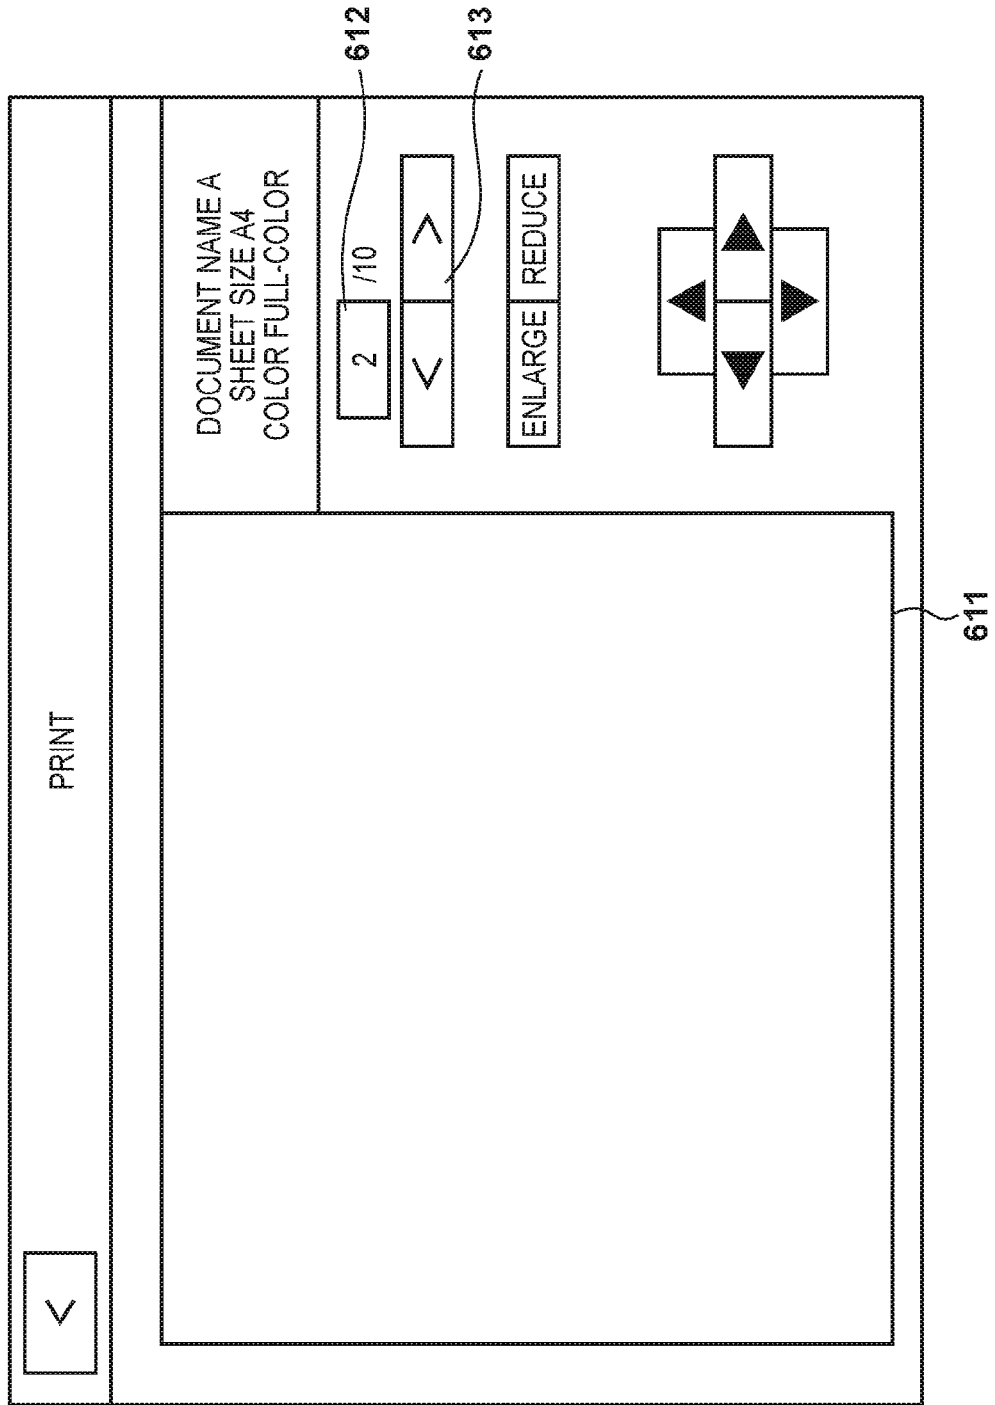 <
PRINT
DOCUMENT NAME A
SHEET SIZE A4
COLOR FULL-COLOR
2 /10
< >
ENLARGE REDUCE
612
613
611